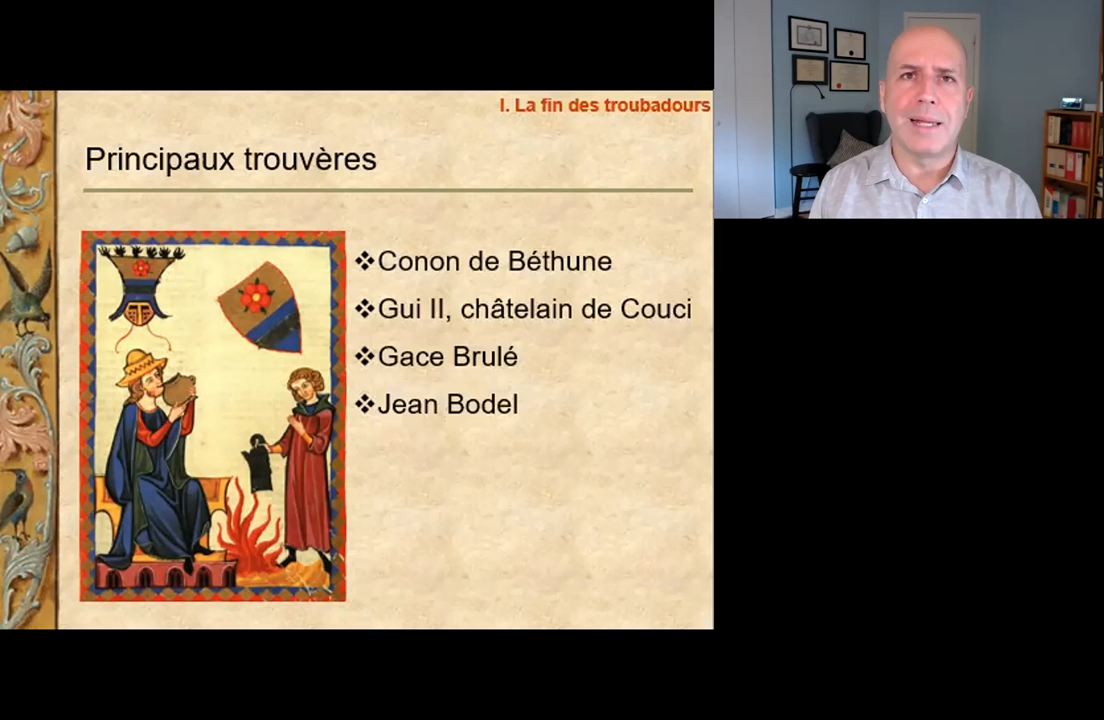 I. La fin des troubadours
Principaux trouvères
❖Conon de Béthune
❖Gui II, châtelain de Couci
❖Gace Brulé
❖Jean Bodel